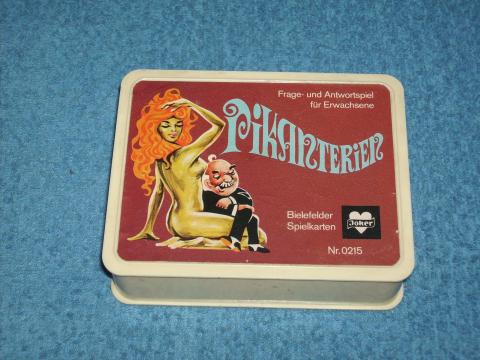 Frage- und Antwortspiel
für Erwachsene
PiKANTERiEN
Bielefelder
Spielkarten
Joker
Nr. 0215